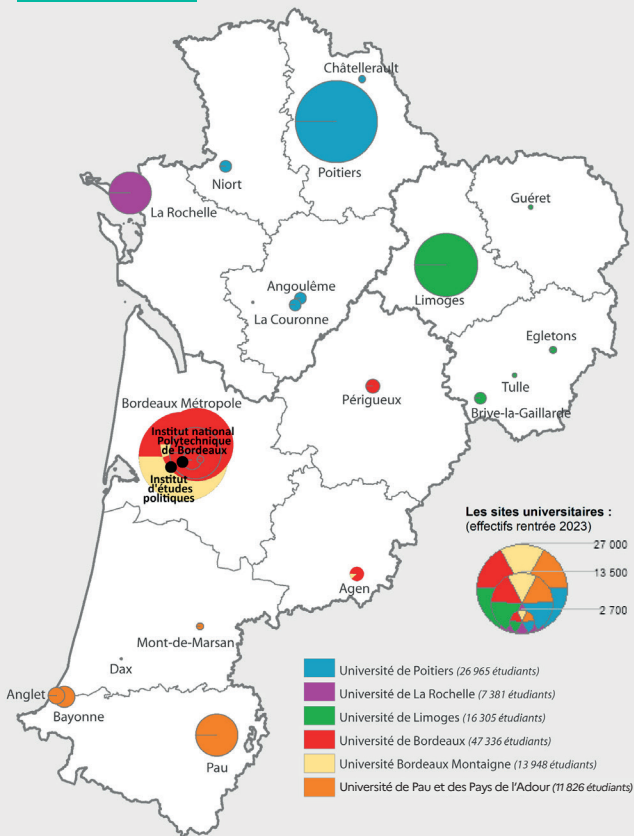 Châtellerault
Poitiers
Niort
La Rochelle
Guéret
Limoges
Angoulême
La Couronne
Egletons
Tulle
Brive-la-Gaillarde
Périgueux
Bordeaux Métropole
Institut national
Polytechnique
de Bordeaux
Institut
d'études
politiques
Agen
Mont-de-Marsan
Dax
Anglet
Bayonne
Pau
Les sites universitaires :
(effectifs rentrée 2023)
27 000
13 500
2 700
Université de Poitiers (26 965 étudiants)
Université de La Rochelle (7 381 étudiants)
Université de Limoges (16 305 étudiants)
Université de Bordeaux (47 336 étudiants)
Université Bordeaux Montaigne (13 948 étudiants)
Université de Pau et des Pays de l'Adour (11 826 étudiants)